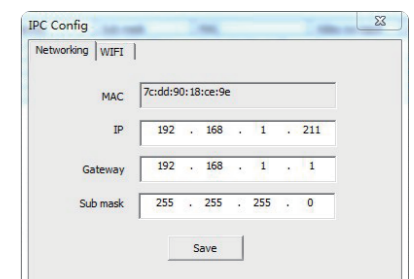 IPC Config
Networking WIFI
MAC 7c:dd:90:18:ce:9e
IP 192 . 168 . 1 . 211
Gateway 192 . 168 . 1 . 1
Sub mask 255 . 255 . 255 . 0
Save